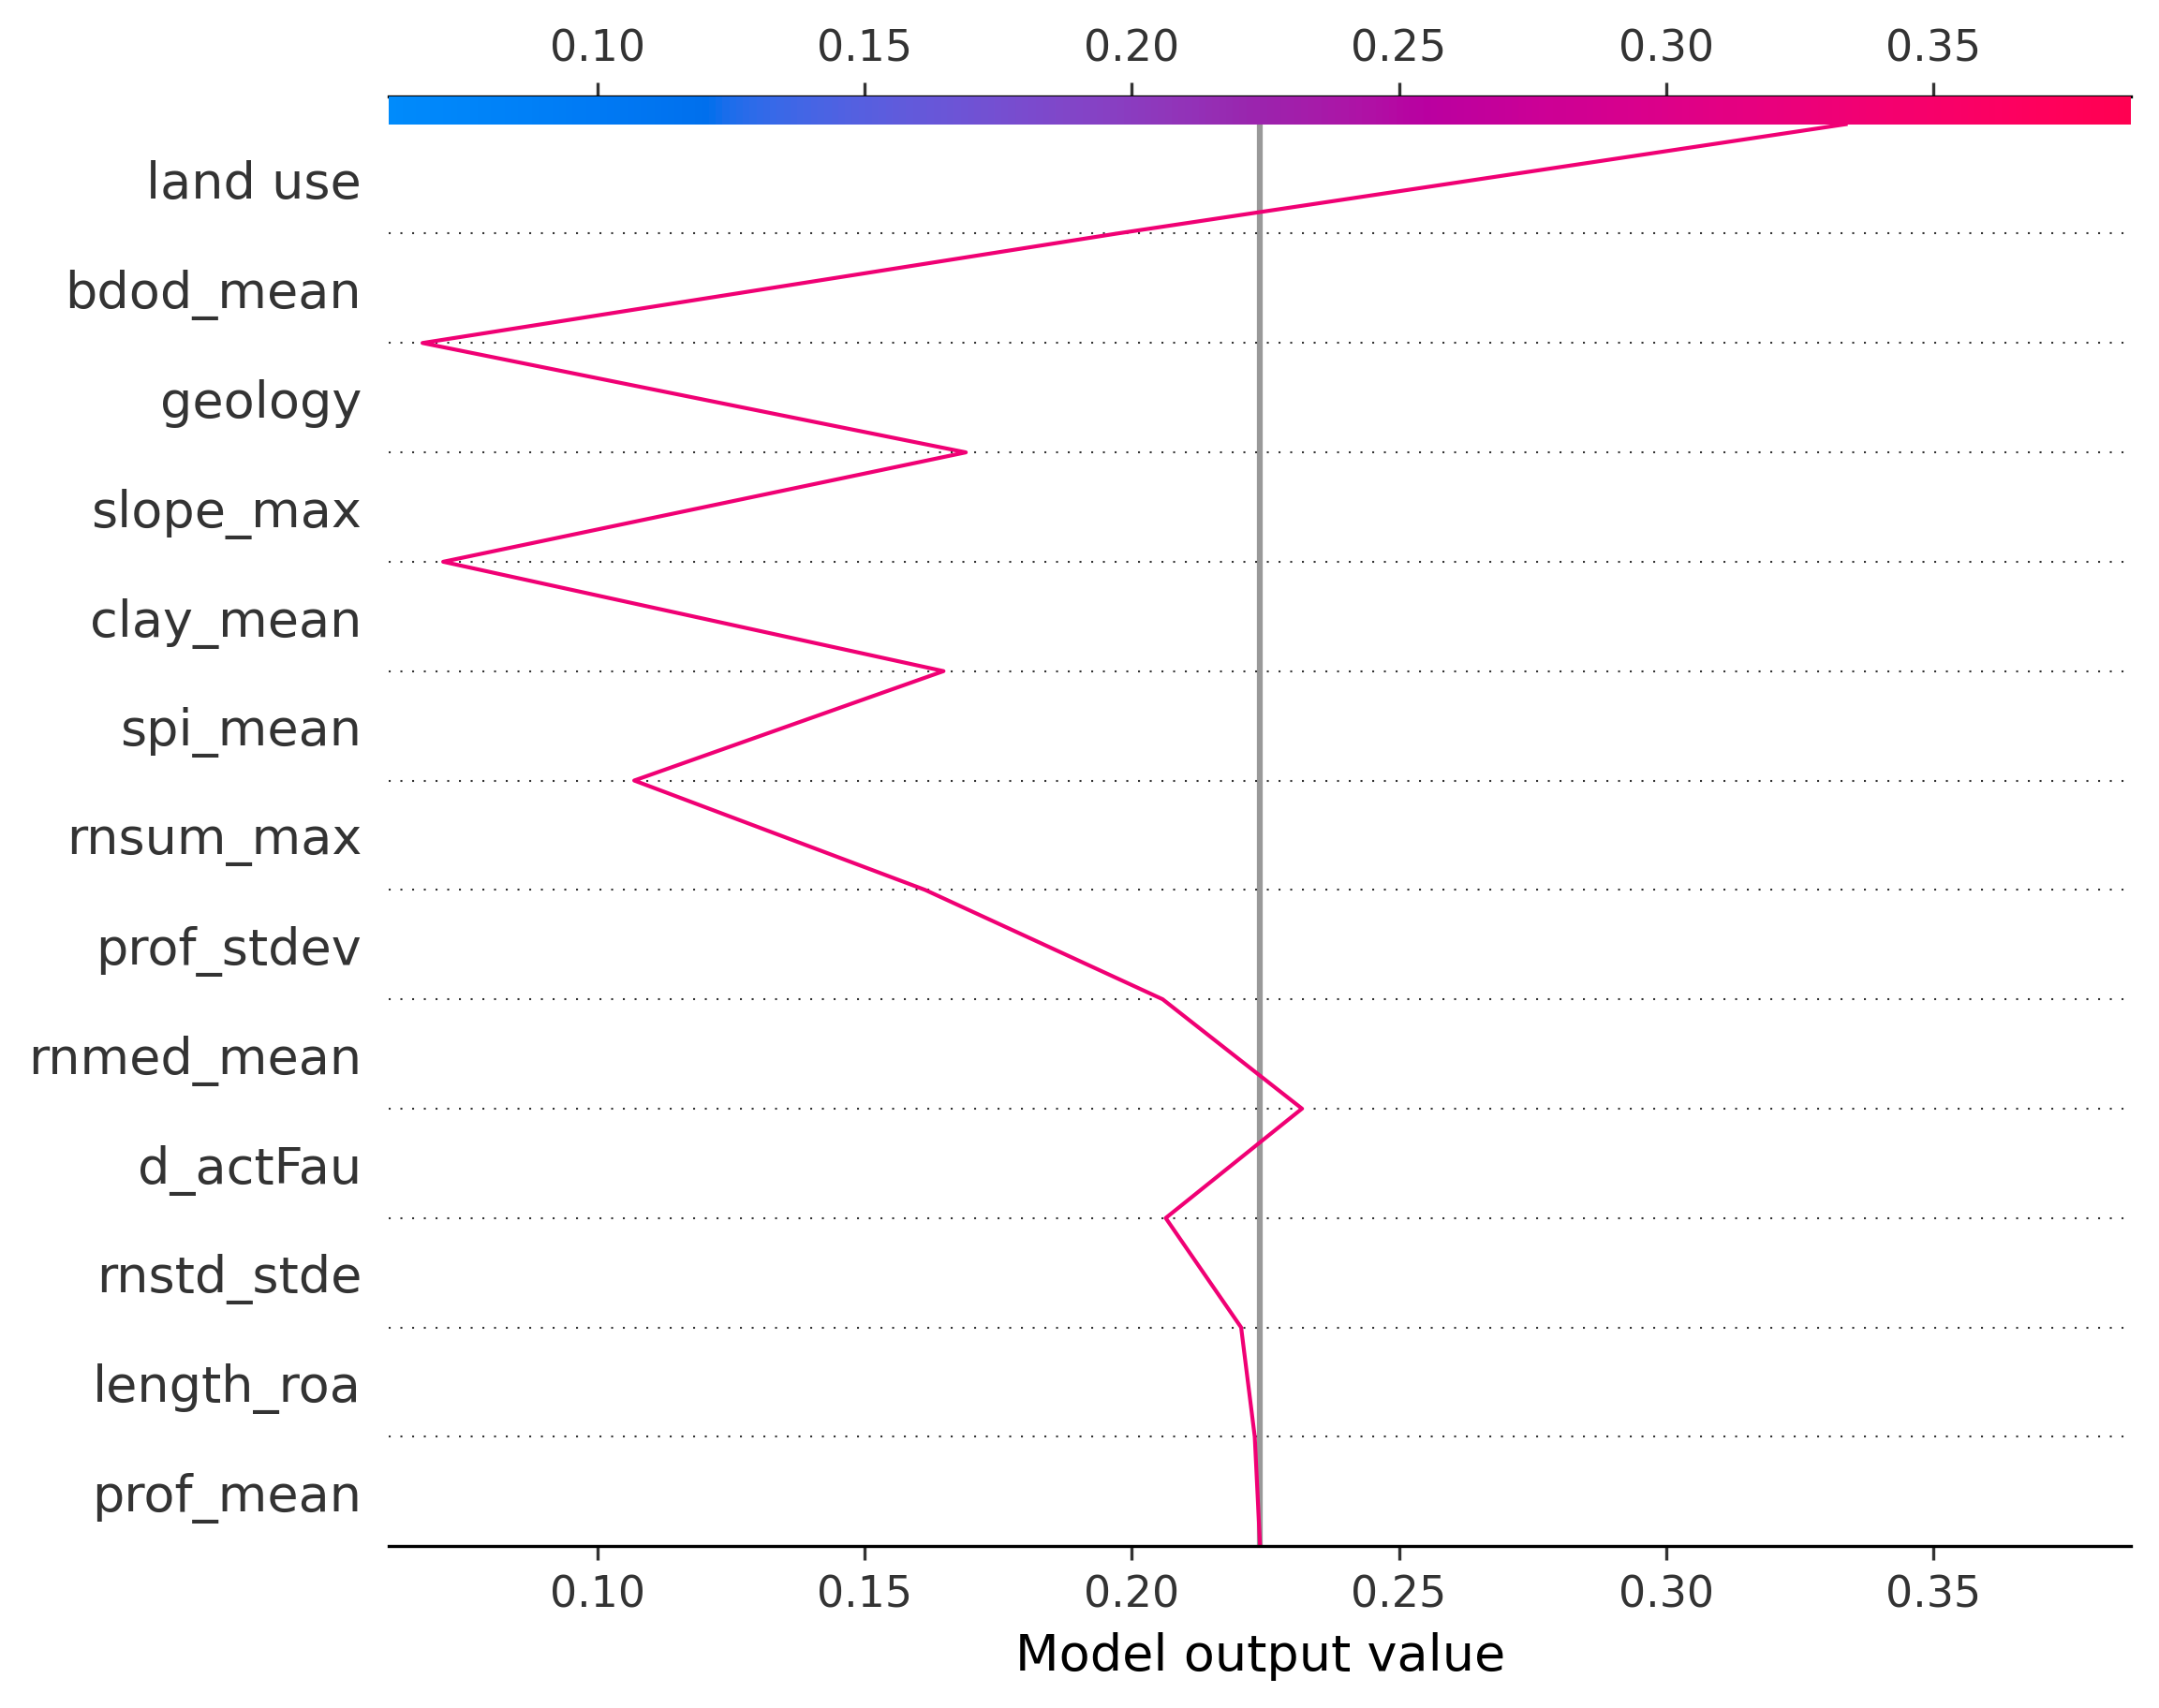 0.10 0.15 0.20 0.25 0.30 0.35
land use
bdod_mean
geology
slope_max
clay_mean
spi_mean
rnsum_max
prof_stdev
rnmed_mean
d_actFau
rnstd_stde
length_roa
prof_mean
0.10 0.15 0.20 0.25 0.30 0.35
Model output value